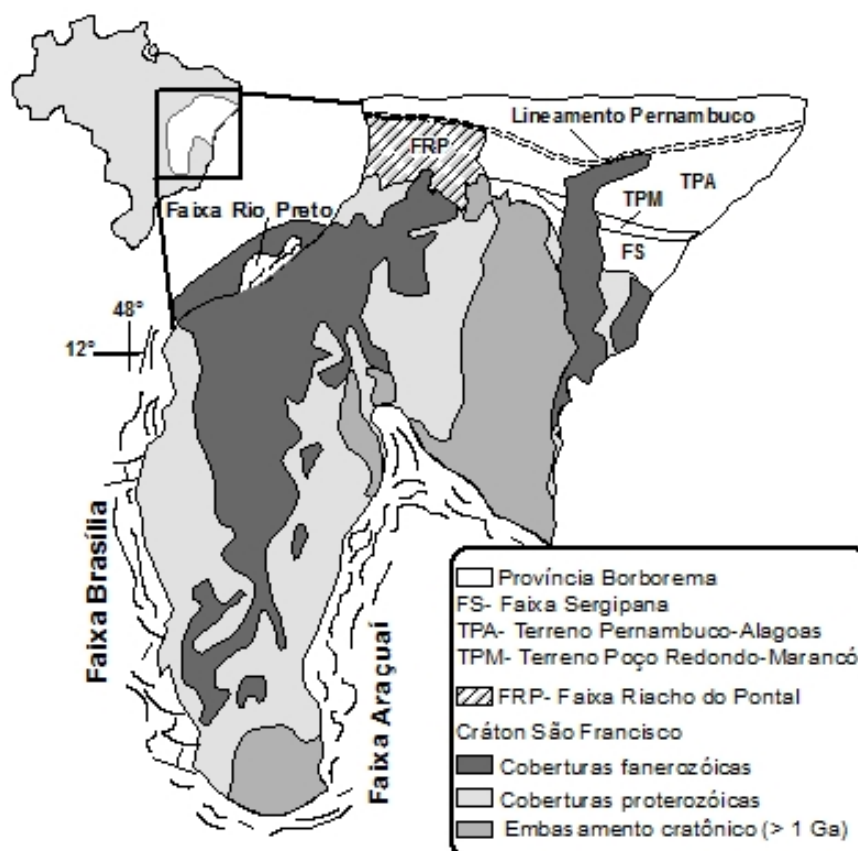 Lineamento Pernambuco
FRP
TPA
TPM
Faixa Rio Preto
FS
48°
12°
Faixa Brasília
Faixa Araçuaí
Província Borborema
FS- Faixa Sergipana
TPA- Terreno Pernambuco-Alagoas
TPM- Terreno Poço Redondo-Marancó
FRP- Faixa Riacho do Pontal
Cráton São Francisco
Coberturas fanerozóicas
Coberturas proterozóicas
Embasamento cratônico (> 1 Ga)